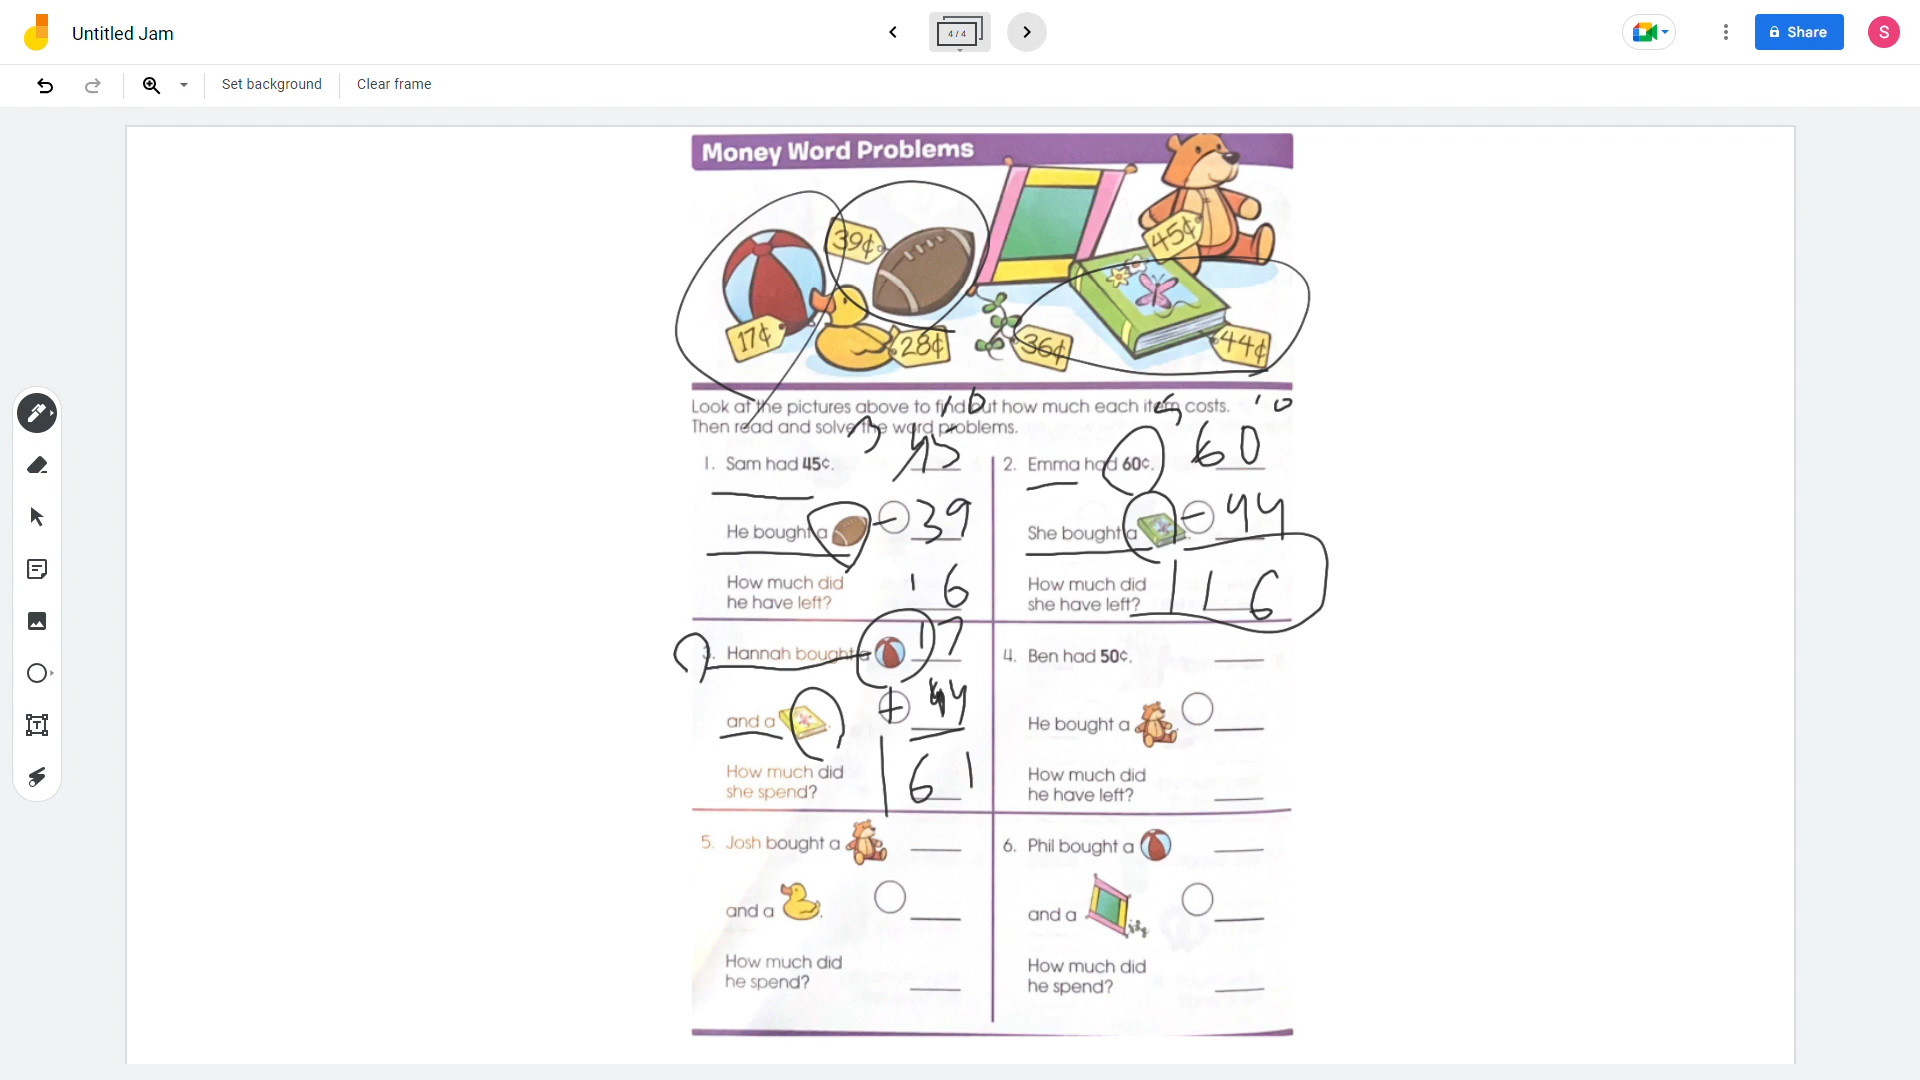 Untitled Jam
4 / 4
Share
S
Set background
Clear frame
Money Word Problems
39¢
45¢
17¢
28¢
36¢
44¢
Look at the pictures above to find out how much each item costs.
Then read and solve the word problems.
1. Sam had 45¢.
45
He bought a
- 39
How much did
he have left?
6
2. Emma had 60¢.
60
She bought a
- 44
How much did
she have left?
16
3. Hannah bought a
17
and a
+ 44
How much did
she spend?
61
4. Ben had 50¢.
He bought a
How much did
he have left?
5. Josh bought a
and a
How much did
he spend?
6. Phil bought a
and a
How much did
he spend?